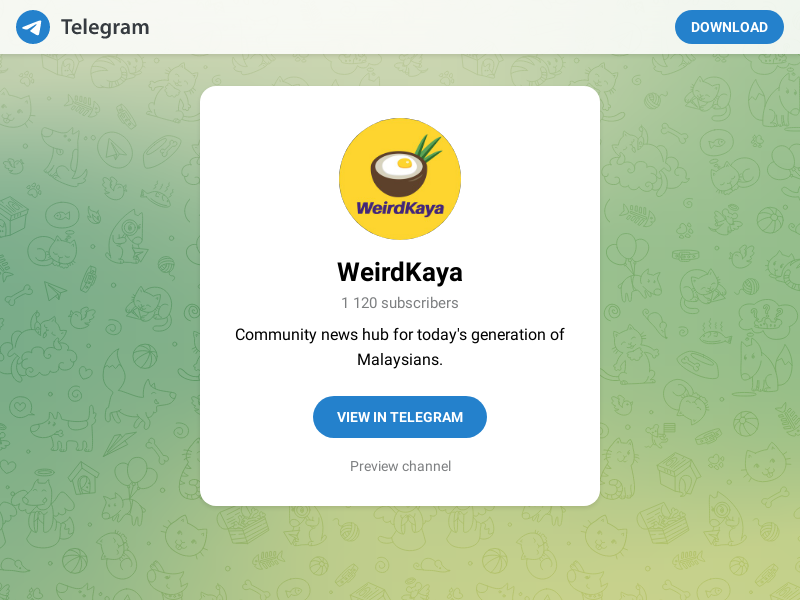 Telegram
DOWNLOAD
WeirdKaya
WeirdKaya
1 120 subscribers
Community news hub for today's generation of
Malaysians.
VIEW IN TELEGRAM
Preview channel